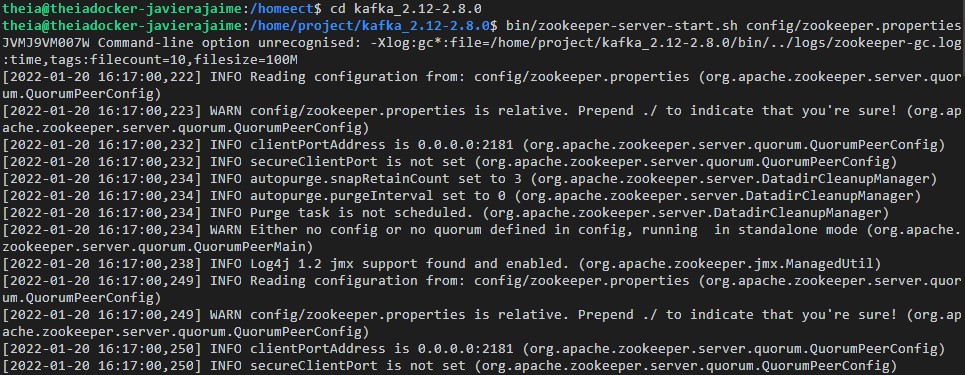 theia@theiadocker-javierajaime:/homeect$ cd kafka_2.12-2.8.0
theia@theiadocker-javierajaime:/home/project/kafka_2.12-2.8.0$ bin/zookeeper-server-start.sh config/zookeeper.properties
JVMJ9VM007W Command-line option unrecognised: -Xlog:gc*:file=/home/project/kafka_2.12-2.8.0/bin/../logs/zookeeper-gc.log
:time,tags:filecount=10,filesize=100M
[2022-01-20 16:17:00,222] INFO Reading configuration from: config/zookeeper.properties (org.apache.zookeeper.server.quor
um.QuorumPeerConfig)
[2022-01-20 16:17:00,223] WARN config/zookeeper.properties is relative. Prepend ./ to indicate that you're sure! (org.ap
ache.zookeeper.server.quorum.QuorumPeerConfig)
[2022-01-20 16:17:00,232] INFO clientPortAddress is 0.0.0.0:2181 (org.apache.zookeeper.server.quorum.QuorumPeerConfig)
[2022-01-20 16:17:00,232] INFO secureClientPort is not set (org.apache.zookeeper.server.quorum.QuorumPeerConfig)
[2022-01-20 16:17:00,234] INFO autopurge.snapRetainCount set to 3 (org.apache.zookeeper.server.DatadirCleanupManager)
[2022-01-20 16:17:00,234] INFO autopurge.purgeInterval set to 0 (org.apache.zookeeper.server.DatadirCleanupManager)
[2022-01-20 16:17:00,234] INFO Purge task is not scheduled. (org.apache.zookeeper.server.DatadirCleanupManager)
[2022-01-20 16:17:00,234] WARN Either no config or no quorum defined in config, running  in standalone mode (org.apache.
zookeeper.server.quorum.QuorumPeerMain)
[2022-01-20 16:17:00,238] INFO Log4j 1.2 jmx support found and enabled. (org.apache.zookeeper.jmx.ManagedUtil)
[2022-01-20 16:17:00,249] INFO Reading configuration from: config/zookeeper.properties (org.apache.zookeeper.server.quor
um.QuorumPeerConfig)
[2022-01-20 16:17:00,249] WARN config/zookeeper.properties is relative. Prepend ./ to indicate that you're sure! (org.ap
ache.zookeeper.server.quorum.QuorumPeerConfig)
[2022-01-20 16:17:00,250] INFO clientPortAddress is 0.0.0.0:2181 (org.apache.zookeeper.server.quorum.QuorumPeerConfig)
[2022-01-20 16:17:00,250] INFO secureClientPort is not set (org.apache.zookeeper.server.quorum.QuorumPeerConfig)